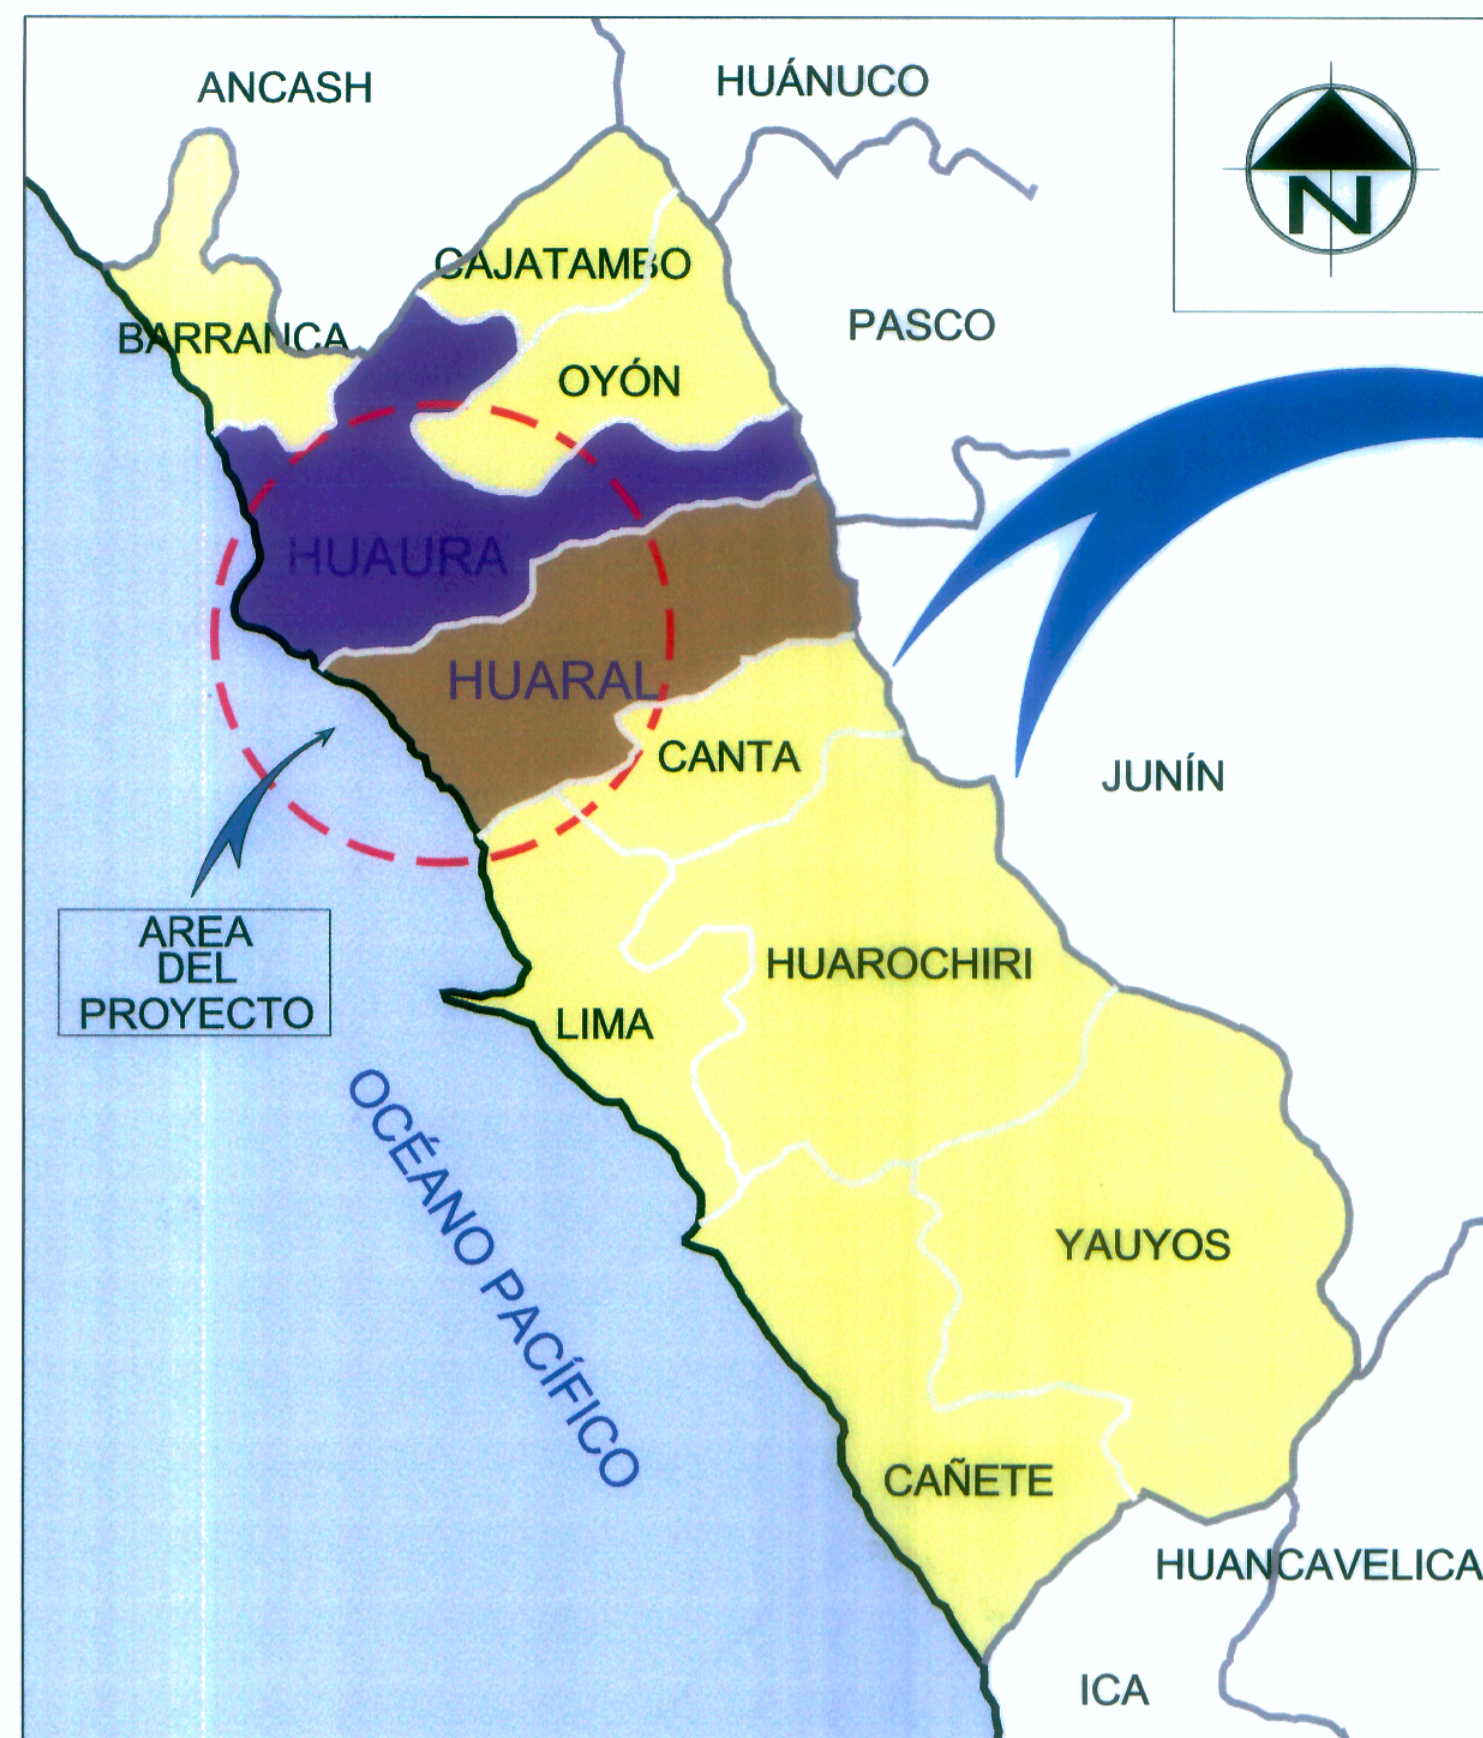 ANCASH
HUÁNUCO
N
CAJATAMBO
BARRANCA
PASCO
OYÓN
HUAURA
HUARAL
CANTA
JUNÍN
AREA
DEL
PROYECTO
HUAROCHIRI
LIMA
OCÉANO PACÍFICO
YAUYOS
CAÑETE
HUANCAVELICA
ICA